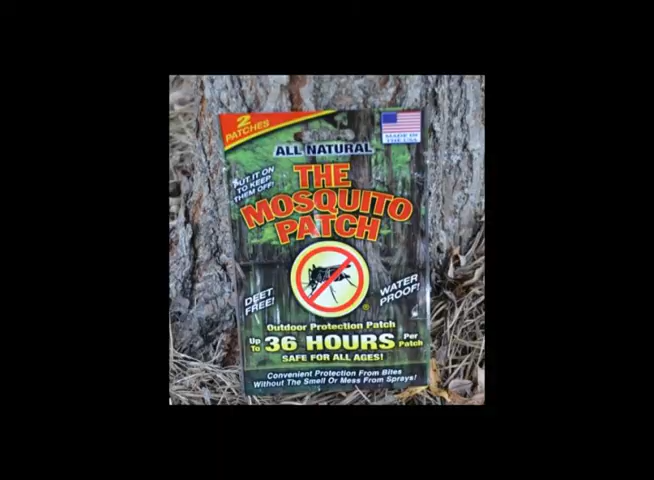 2
PATCHES
MADE IN
THE USA
ALL NATURAL
PUT IT ON
TO KEEP
THEM OFF!
THE
MOSQUITO
PATCH
DEET
FREE!
WATER
PROOF!
®
Outdoor Protection Patch
Up To 36 HOURS Per Patch
SAFE FOR ALL AGES!
Convenient Protection From Bites
Without The Smell Or Mess From Sprays!